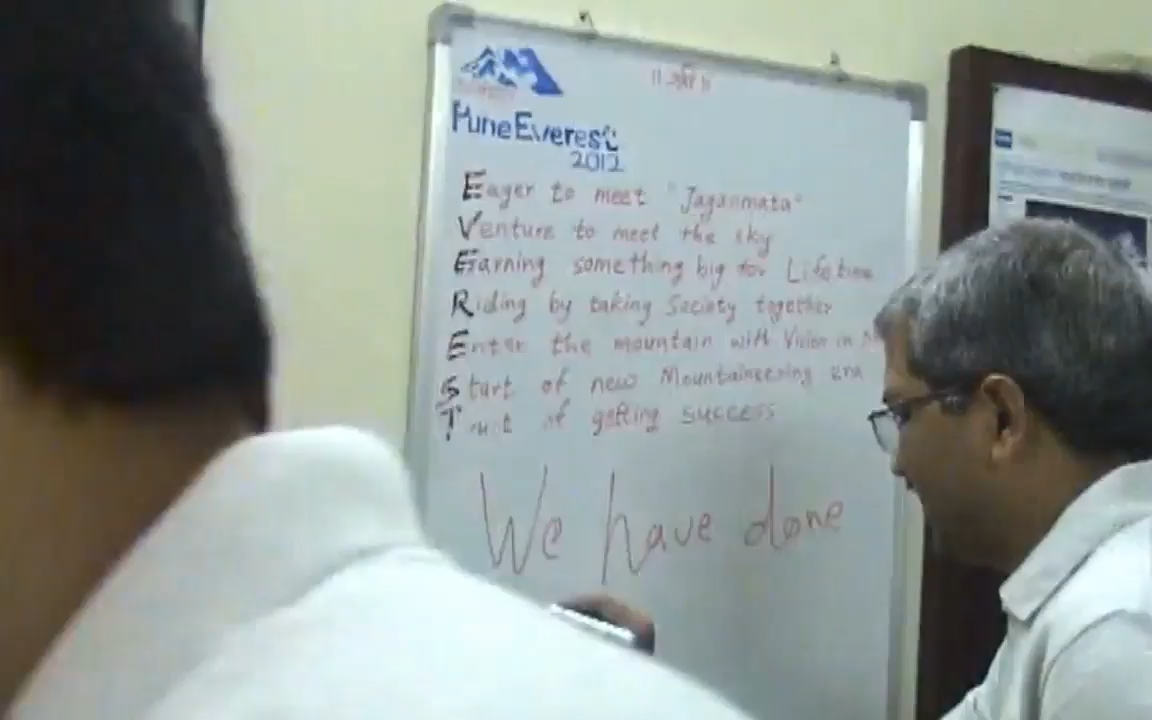 ॥ श्री ॥
Pune Everest
2012
Eager to meet "Jaganmata"
Venture to meet the sky
Earning something big for Lifetime
Riding by taking Society together
Enter the mountain with Vision in
Start of new Mountaineering era
Trust of getting success
We have done